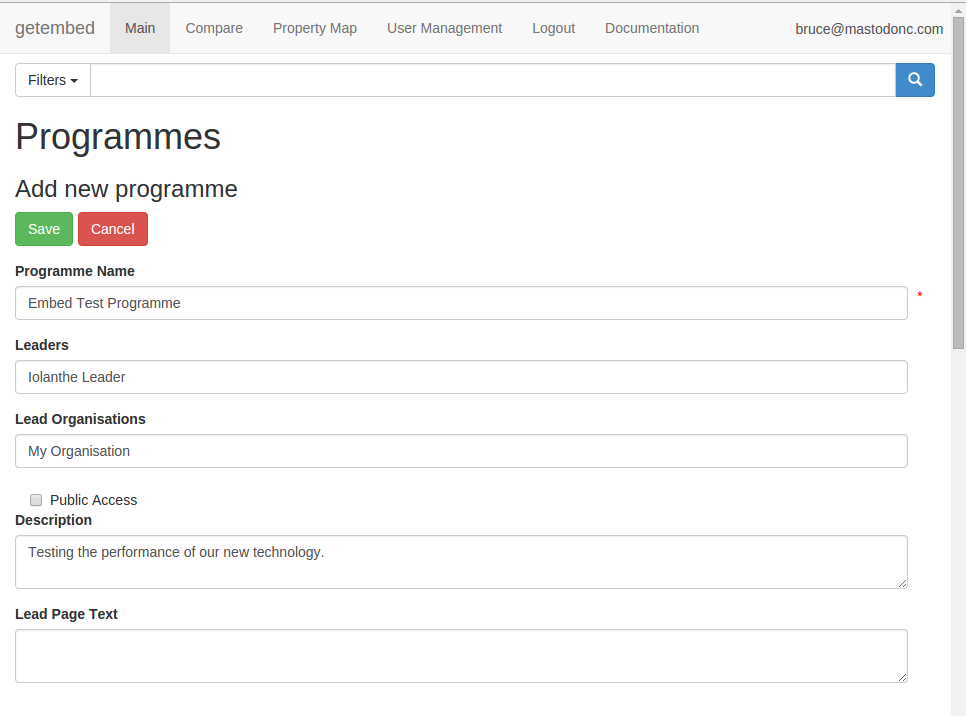 getembed Main Compare Property Map User Management Logout Documentation bruce@mastodonc.com
Filters
Programmes
Add new programme
Save Cancel
Programme Name
Embed Test Programme *
Leaders
Iolanthe Leader
Lead Organisations
My Organisation
Public Access
Description
Testing the performance of our new technology.
Lead Page Text